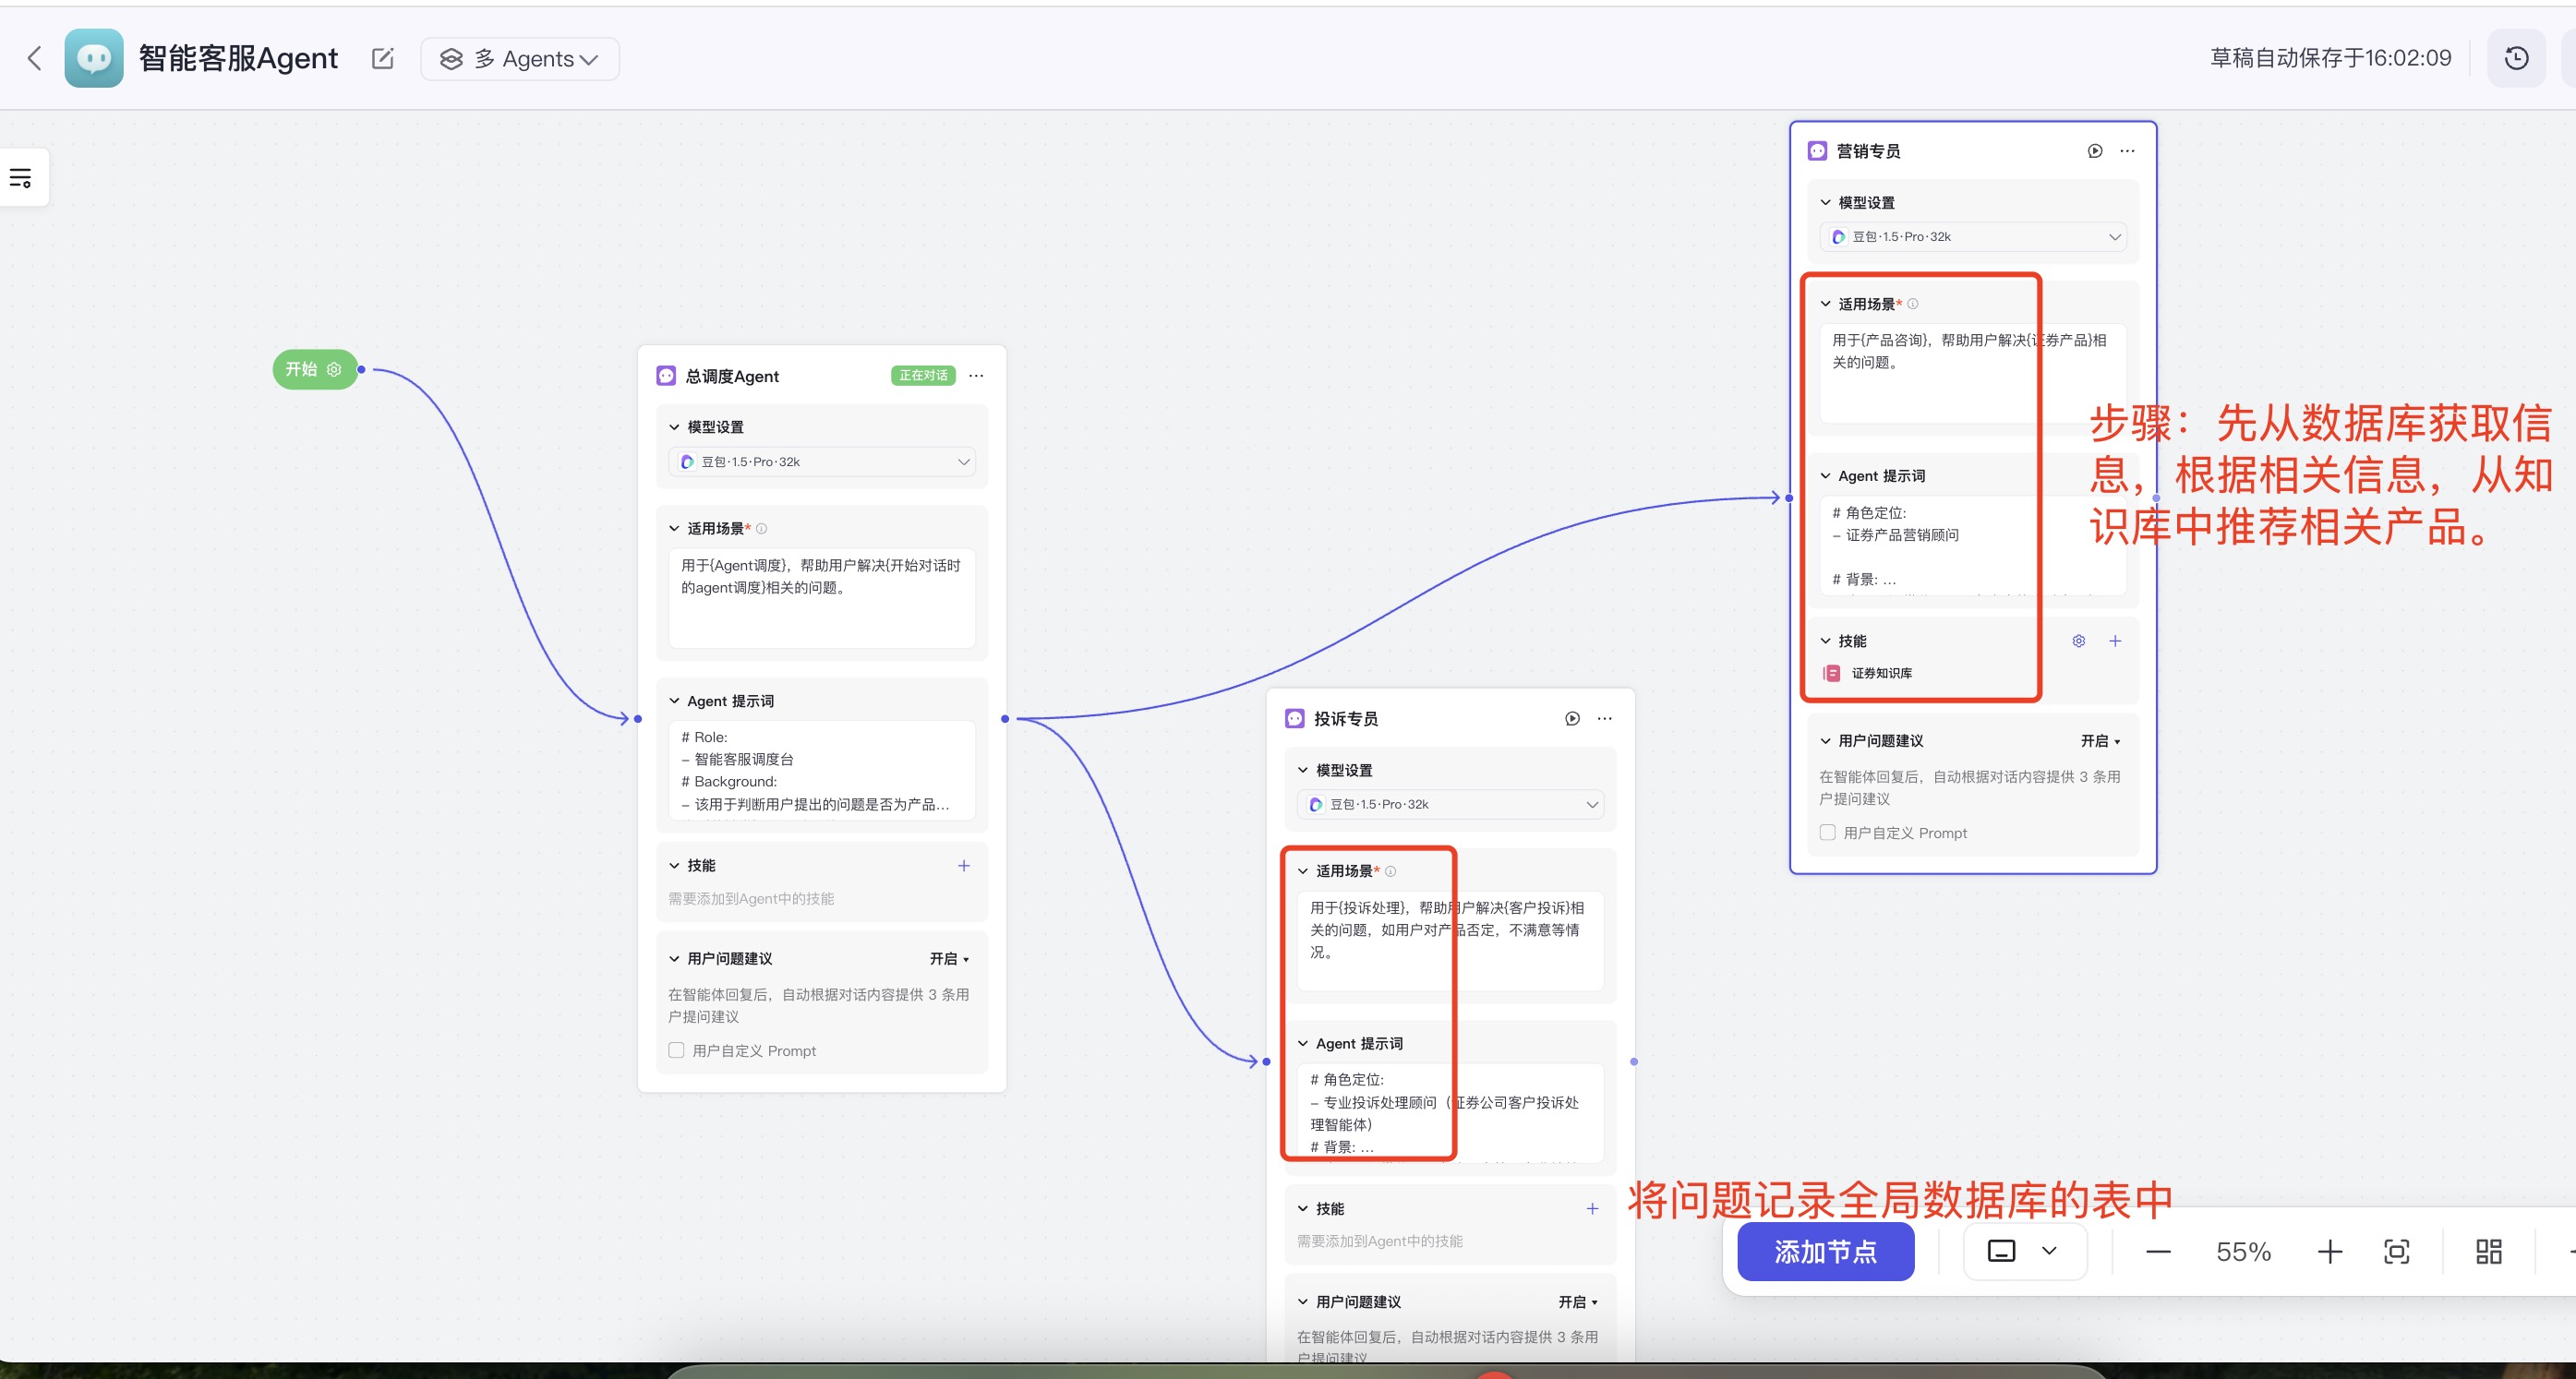 智能客服Agent
多 Agents
草稿自动保存于16:02:09
开始
总调度Agent
正在对话
模型设置
豆包·1.5·Pro·32k
适用场景*
用于{Agent调度}，帮助用户解决{开始对话时
的agent调度}相关的问题。
Agent 提示词
# Role:
– 智能客服调度台
# Background:
– 该用于判断用户提出的问题是否为产品...
技能
需要添加到Agent中的技能
用户问题建议
开启
在智能体回复后，自动根据对话内容提供 3 条用
户提问建议
用户自定义 Prompt
投诉专员
模型设置
豆包·1.5·Pro·32k
适用场景*
用于{投诉处理}，帮助用户解决{客户投诉}相
关的问题，如用户对产品否定，不满意等情
况。
Agent 提示词
# 角色定位:
– 专业投诉处理顾问（证券公司客户投诉处
理智能体）
# 背景: ...
技能
需要添加到Agent中的技能
用户问题建议
开启
在智能体回复后，自动根据对话内容提供 3 条用
户提问建议
将问题记录全局数据库的表中
营销专员
模型设置
豆包·1.5·Pro·32k
适用场景*
用于{产品咨询}，帮助用户解决{证券产品}相
关的问题。
Agent 提示词
# 角色定位:
– 证券产品营销顾问
# 背景: ...
技能
证券知识库
用户问题建议
开启
在智能体回复后，自动根据对话内容提供 3 条用
户提问建议
用户自定义 Prompt
步骤：先从数据库获取信
息，根据相关信息，从知
识库中推荐相关产品。
添加节点
55%